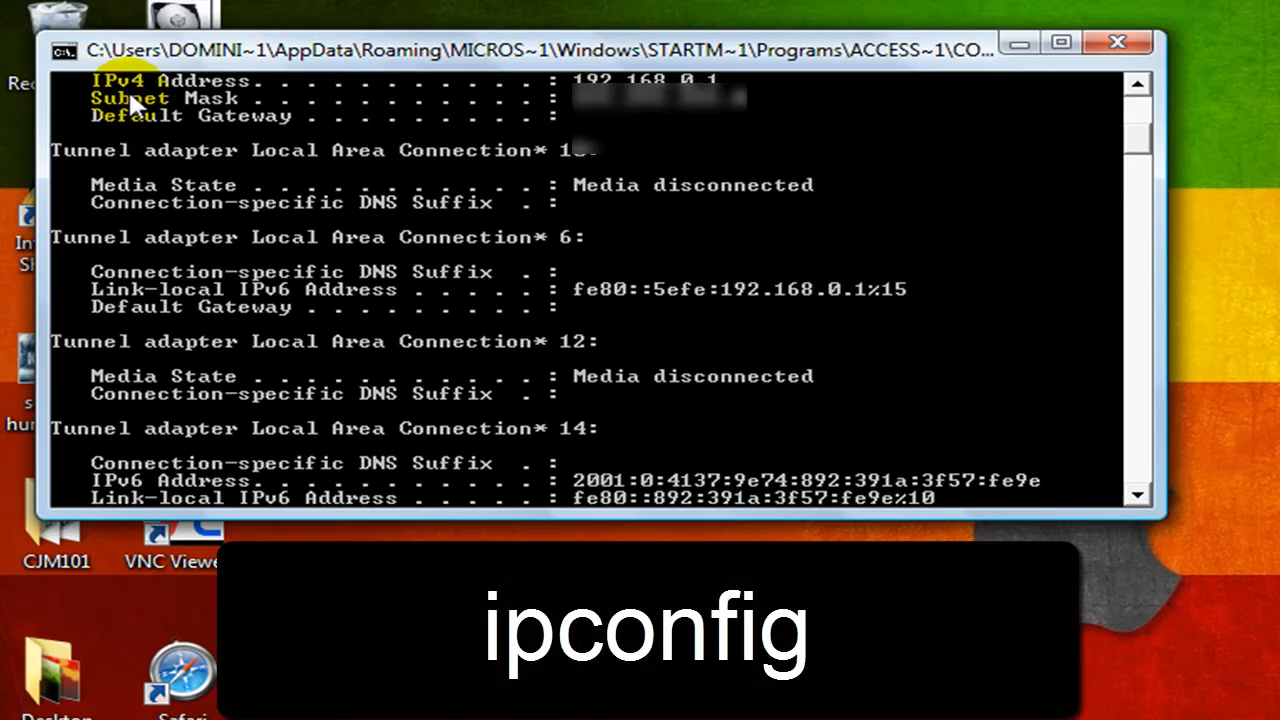 C:\Users\DOMINI~1\AppData\Roaming\MICROS~1\Windows\STARTM~1\Programs\ACCESS~1\CO...
IPv4 Address. . . . . . . . . . . : 192.168.0.1
Subnet Mask . . . . . . . . . . . :
Default Gateway . . . . . . . . . :
Tunnel adapter Local Area Connection*
Media State . . . . . . . . . . . : Media disconnected
Connection-specific DNS Suffix  . :
Tunnel adapter Local Area Connection* 6:
Connection-specific DNS Suffix  . :
Link-local IPv6 Address . . . . . : fe80::5efe:192.168.0.1%15
Default Gateway . . . . . . . . . :
Tunnel adapter Local Area Connection* 12:
Media State . . . . . . . . . . . : Media disconnected
Connection-specific DNS Suffix  . :
Tunnel adapter Local Area Connection* 14:
Connection-specific DNS Suffix  . :
IPv6 Address. . . . . . . . . . . : 2001:0:4137:9e74:892:391a:3f57:fe9e
Link-local IPv6 Address . . . . . : fe80::892:391a:3f57:fe9e%10
CJM101
VNC Viewe
ipconfig
Desktop
Safari